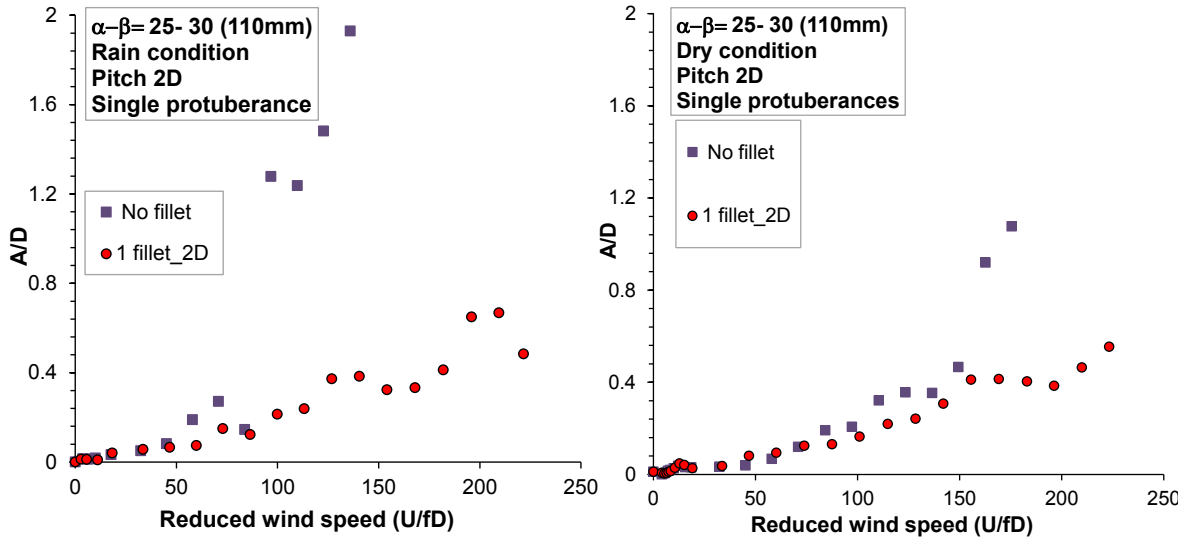 α−β= 25- 30 (110mm)
Rain condition
Pitch 2D
Single protuberance
No fillet
1 fillet_2D
A/D
2
1.6
1.2
0.8
0.4
0
0
50
100
150
200
250
Reduced wind speed (U/fD)
α−β= 25- 30 (110mm)
Dry condition
Pitch 2D
Single protuberances
No fillet
1 fillet_2D
A/D
2
1.6
1.2
0.8
0.4
0
0
50
100
150
200
250
Reduced wind speed (U/fD)